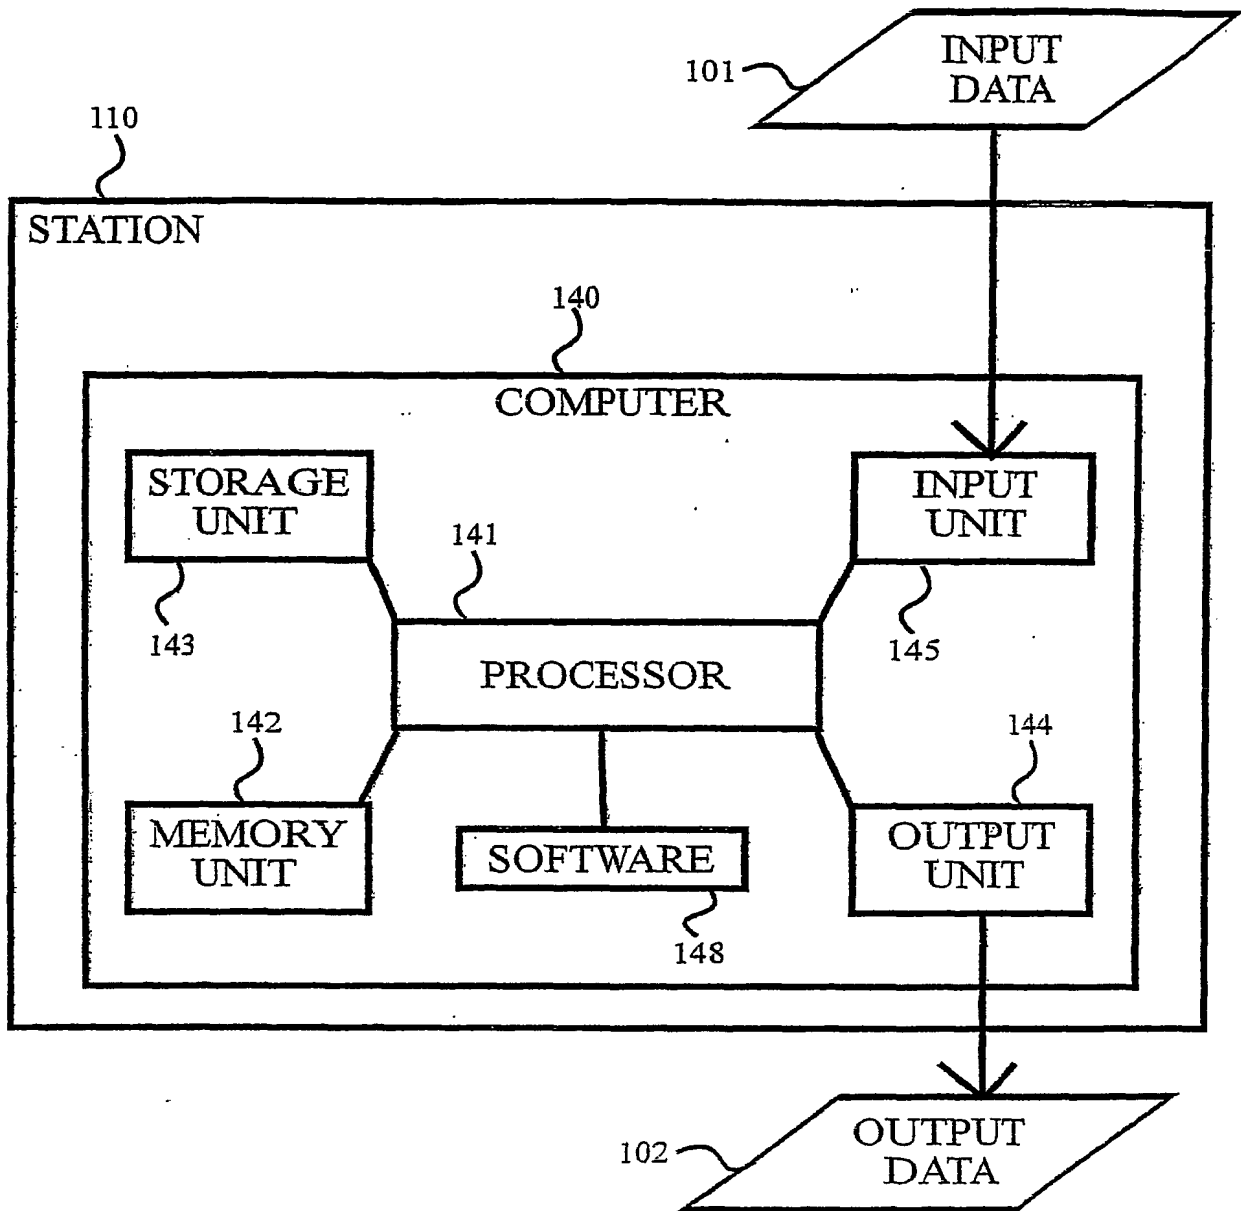 INPUT
DATA
101
110
STATION
140
COMPUTER
STORAGE
UNIT
INPUT
UNIT
141
143
145
PROCESSOR
142
144
MEMORY
UNIT
SOFTWARE
OUTPUT
UNIT
148
OUTPUT
DATA
102